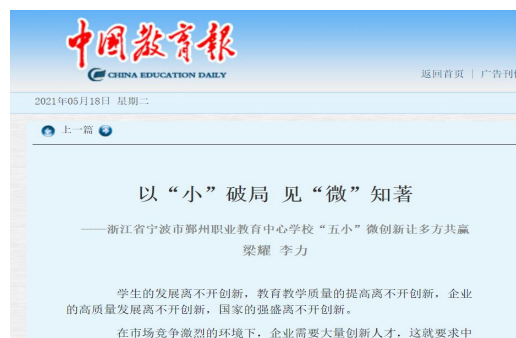 中国教育報
CHINA EDUCATION DAILY
返回首页 | 广告刊
2021年05月18日 星期二
上一篇
以“小”破局 见“微”知著
——浙江省宁波市鄞州职业教育中心学校“五小”微创新让多方共赢
梁耀 李力
学生的发展离不开创新，教育教学质量的提高离不开创新，企业
的高质量发展离不开创新，国家的强盛离不开创新。
在市场竞争激烈的环境下，企业需要大量创新人才，这就要求中